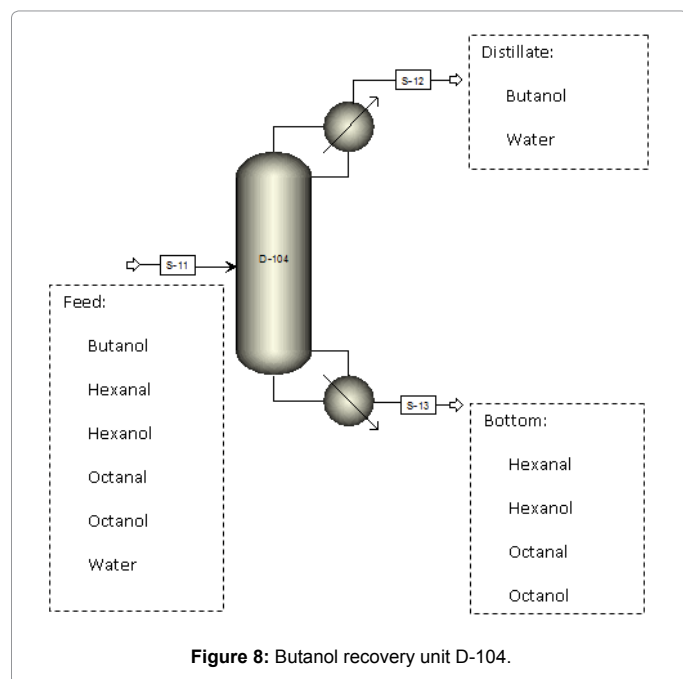 Distillate:
S-12
Butanol
Water
D-104
S-11
Feed:
Butanol
Hexanal
Hexanol
Octanal
Octanol
Water
S-13
Bottom:
Hexanal
Hexanol
Octanal
Octanol
Figure 8: Butanol recovery unit D-104.